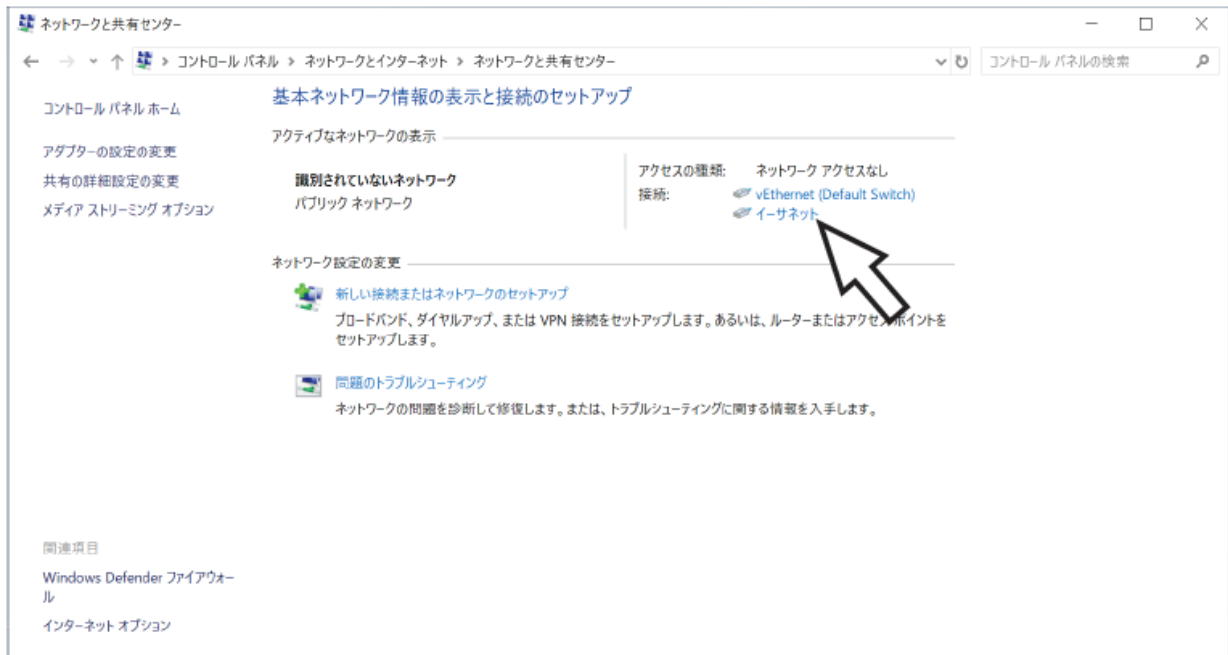 ネットワークと共有センター
コントロール パネル › ネットワークとインターネット › ネットワークと共有センター
コントロール パネルの検索
コントロール パネル ホーム
アダプターの設定の変更
共有の詳細設定の変更
メディア ストリーミング オプション
基本ネットワーク情報の表示と接続のセットアップ
アクティブなネットワークの表示
識別されていないネットワーク
パブリック ネットワーク
アクセスの種類: ネットワーク アクセスなし
接続: vEthernet (Default Switch)
イーサネット
ネットワーク設定の変更
新しい接続またはネットワークのセットアップ
ブロードバンド、ダイヤルアップ、または VPN 接続をセットアップします。あるいは、ルーターまたはアクセスポイントを
セットアップします。
問題のトラブルシューティング
ネットワークの問題を診断して修復します。または、トラブルシューティングに関する情報を入手します。
関連項目
Windows Defender ファイアウォー
ル
インターネット オプション